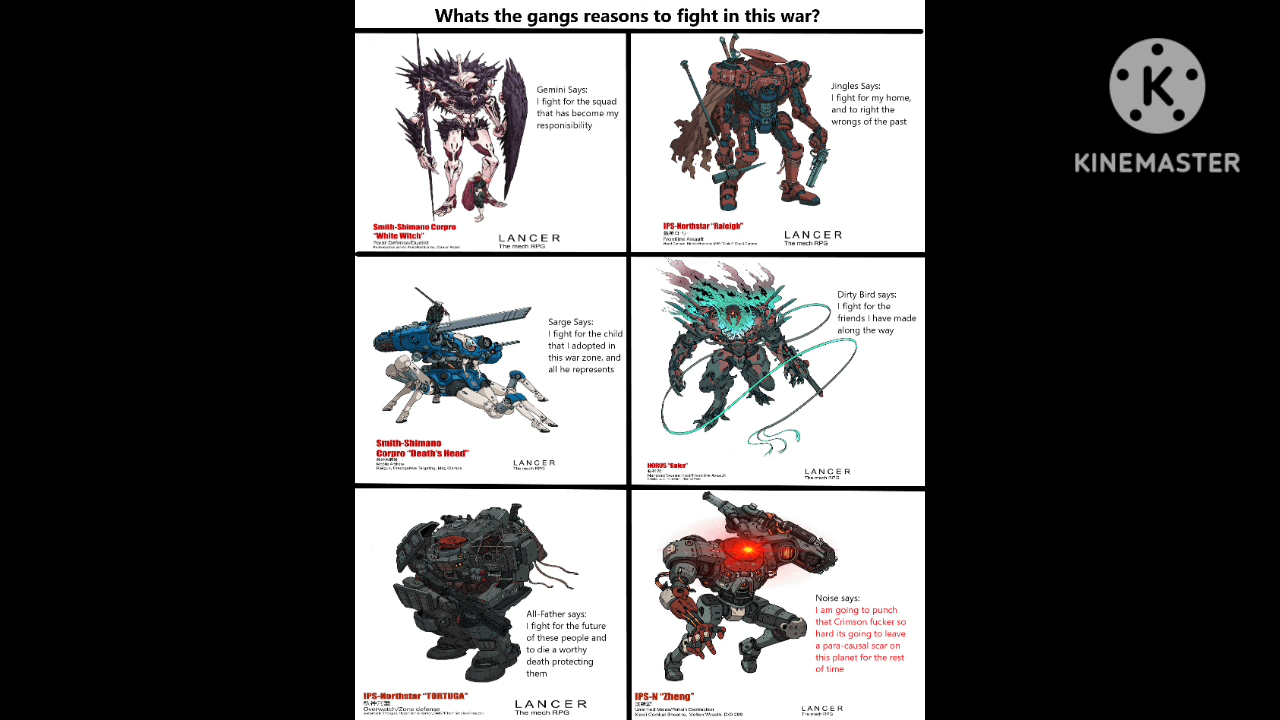 Whats the gangs reasons to fight in this war?
Gemini Says:
I fight for the squad
that has become my
responisibility
Smith-Shimano Corpro
"White Witch"
Point Defense/Duelist
LANCER
The mech RPG
Jingles Says:
I fight for my home,
and to right the
wrongs of the past
IPS-Northstar "Raleigh"
Frontline Assault
LANCER
The mech RPG
Sarge Says:
I fight for the child
that I adopted in
this war zone, and
all he represents
Smith-Shimano
Corpro "Death's Head"
Mobile Artillery
LANCER
The mech RPG
Dirty Bird says:
I fight for the
friends I have made
along the way
HORUS "Balor"
LANCER
The mech RPG
All-Father says:
I fight for the future
of these people and
to die a worthy
death protecting
them
IPS-Northstar "TORTUGA"
Overwatch/Zone defense
LANCER
The mech RPG
Noise says:
I am going to punch
that Crimson fucker so
hard its going to leave
a para-causal scar on
this planet for the rest
of time
IPS-N "Zheng"
LANCER
The mech RPG
K
KINEMASTER